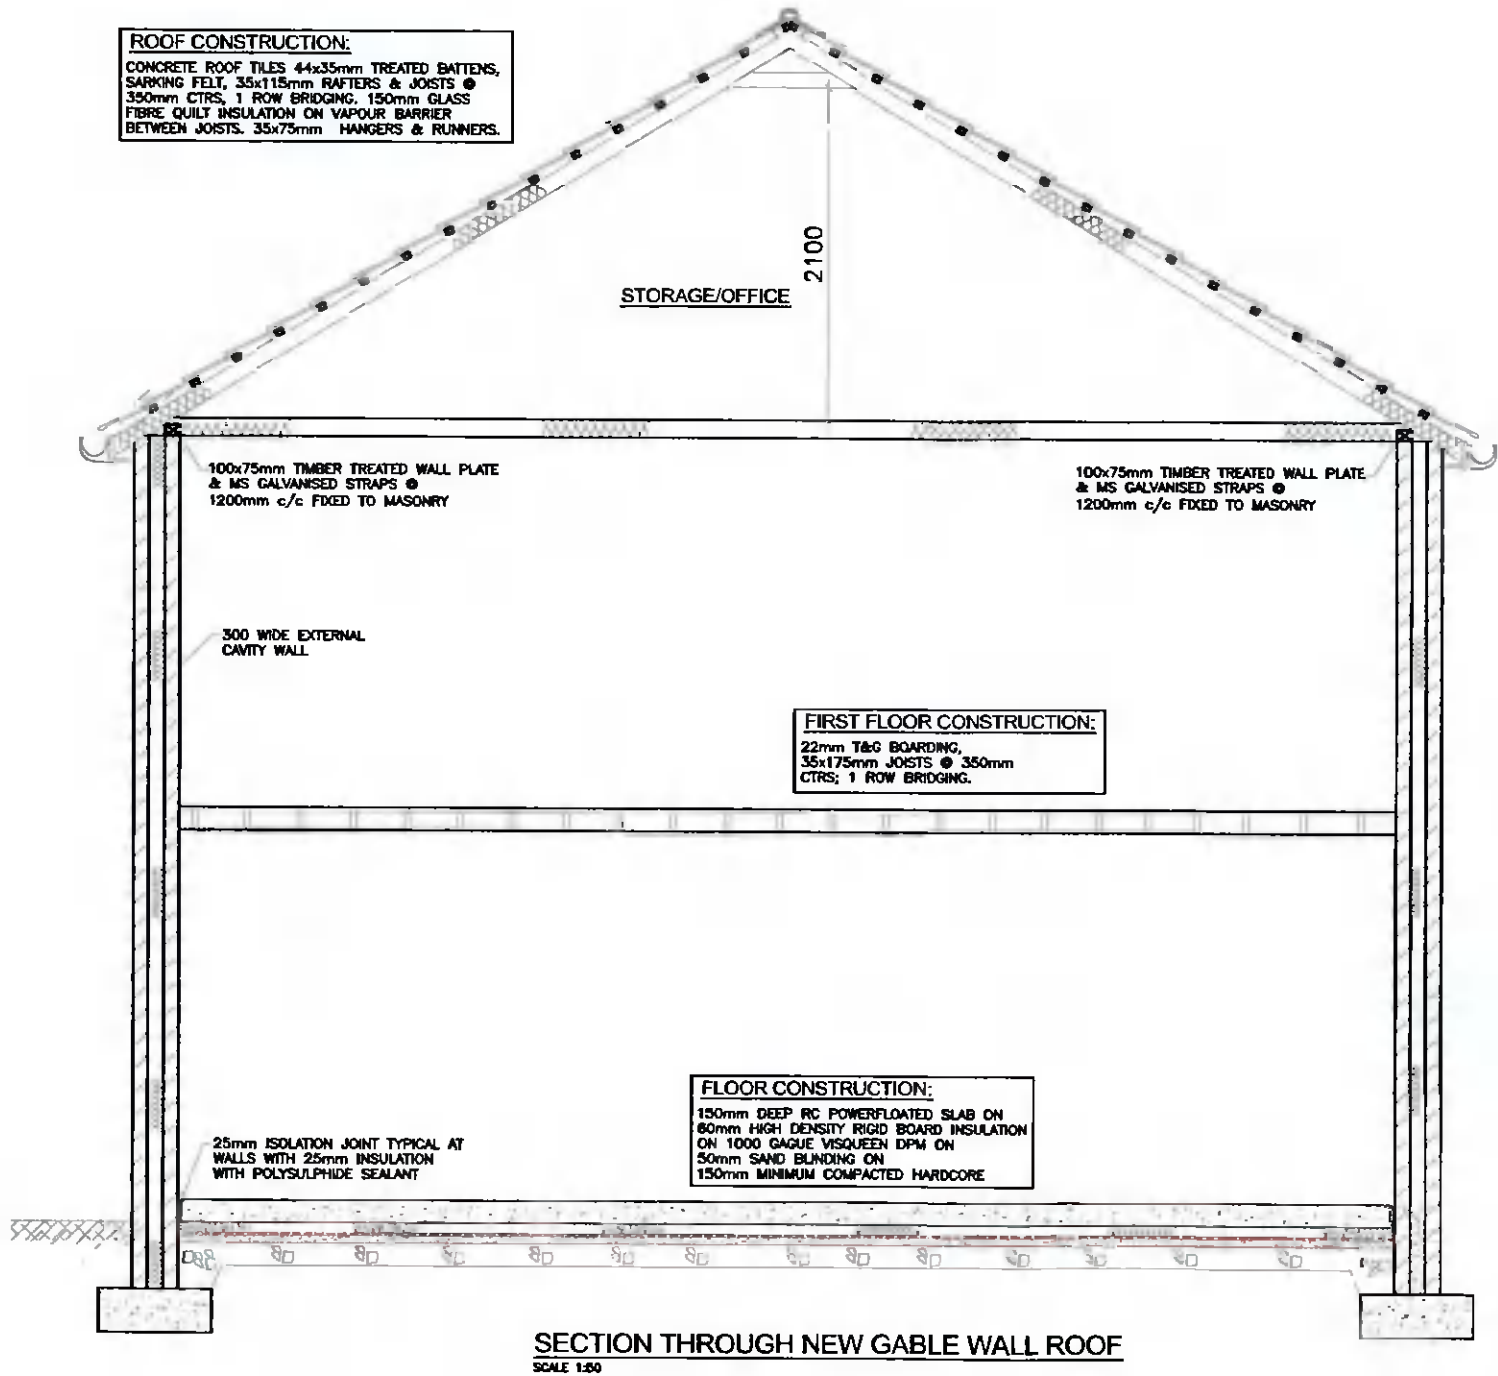 ROOF CONSTRUCTION:
CONCRETE ROOF TILES 44x35mm TREATED BATTENS,
SARKING FELT, 35x115mm RAFTERS & JOISTS @
350mm CTRS, 1 ROW BRIDGING. 150mm GLASS
FIBRE QUILT INSULATION ON VAPOUR BARRIER
BETWEEN JOISTS. 35x75mm HANGERS & RUNNERS.
2100
STORAGE/OFFICE
100x75mm TIMBER TREATED WALL PLATE
& MS GALVANISED STRAPS @
1200mm c/c FIXED TO MASONRY
100x75mm TIMBER TREATED WALL PLATE
& MS GALVANISED STRAPS @
1200mm c/c FIXED TO MASONRY
300 WIDE EXTERNAL
CAVITY WALL
FIRST FLOOR CONSTRUCTION:
22mm T&G BOARDING,
35x175mm JOISTS @ 350mm
CTRS; 1 ROW BRIDGING.
FLOOR CONSTRUCTION:
150mm DEEP RC POWERFLOATED SLAB ON
60mm HIGH DENSITY RIGID BOARD INSULATION
ON 1000 GAGUE VISQUEEN DPM ON
50mm SAND BLINDING ON
150mm MINIMUM COMPACTED HARDCORE
25mm ISOLATION JOINT TYPICAL AT
WALLS WITH 25mm INSULATION
WITH POLYSULPHIDE SEALANT
SECTION THROUGH NEW GABLE WALL ROOF
SCALE 1:50